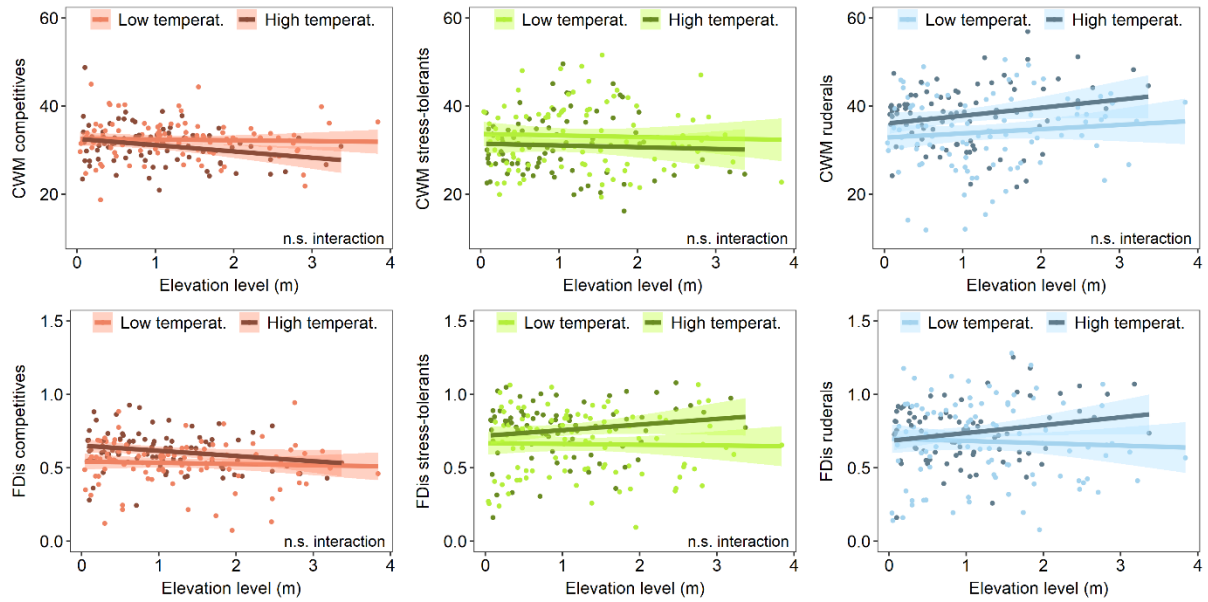 Low temperat. High temperat.
CWM competitives
60
40
20
n.s. interaction
0 1 2 3 4
Elevation level (m)
Low temperat. High temperat.
CWM stress-tolerants
60
40
20
n.s. interaction
0 1 2 3 4
Elevation level (m)
Low temperat. High temperat.
CWM ruderals
60
40
20
n.s. interaction
0 1 2 3 4
Elevation level (m)
Low temperat. High temperat.
FDis competitives
1.5
1.0
0.5
0.0
n.s. interaction
0 1 2 3 4
Elevation level (m)
Low temperat. High temperat.
FDis stress-tolerants
1.5
1.0
0.5
0.0
n.s. interaction
0 1 2 3 4
Elevation level (m)
Low temperat. High temperat.
FDis ruderals
1.5
1.0
0.5
0.0
0 1 2 3 4
Elevation level (m)